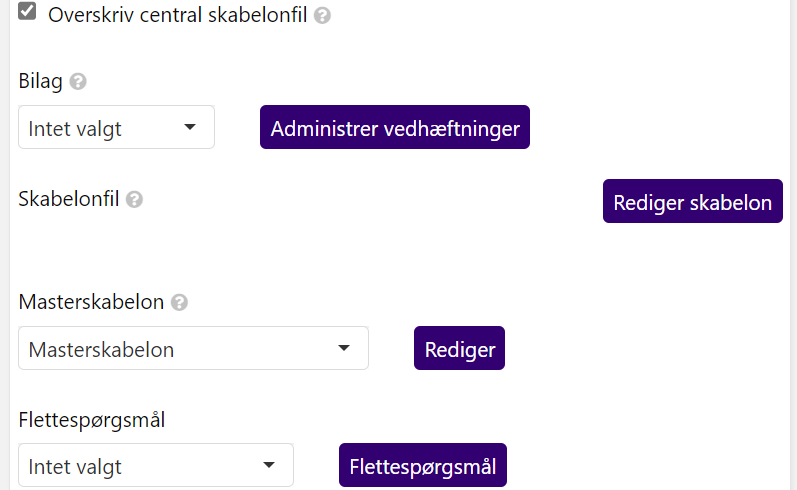 Overskriv central skabelonfil
Bilag
Intet valgt
Administrer vedhæftninger
Skabelonfil
Rediger skabelon
Masterskabelon
Masterskabelon
Rediger
Flettespørgsmål
Intet valgt
Flettespørgsmål